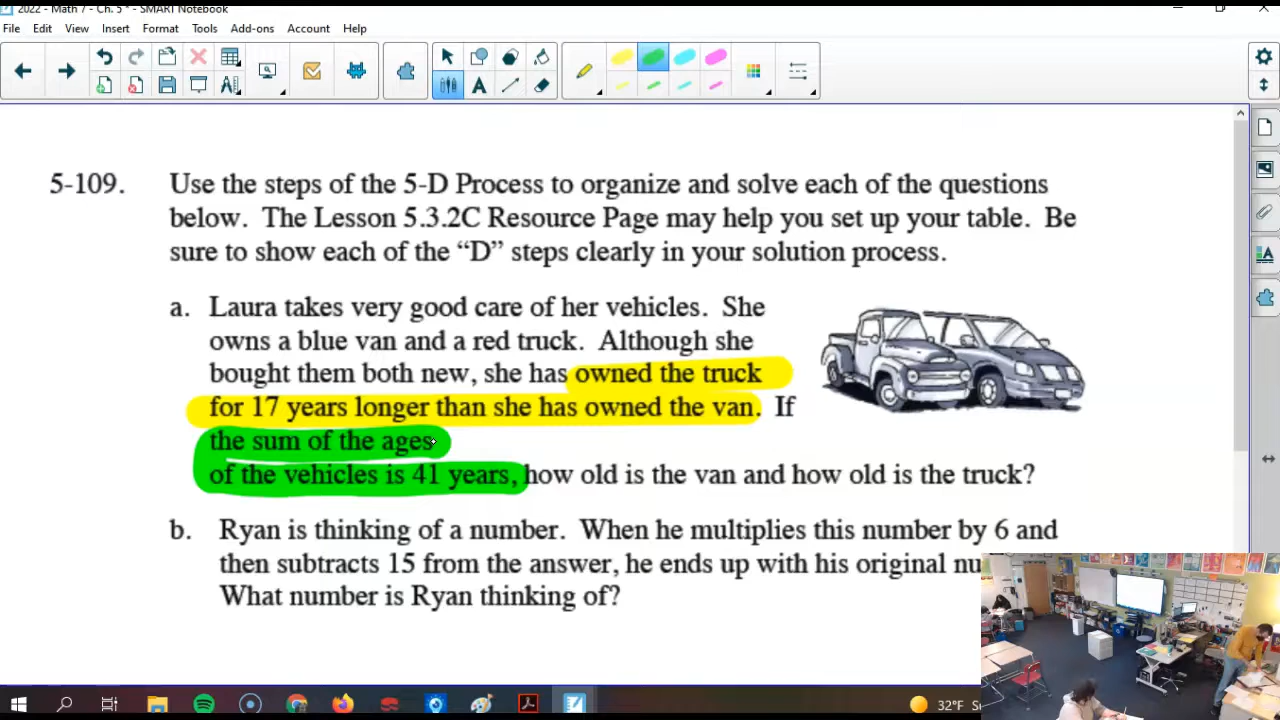 2022 - Math 7 - Ch. 5 * - SMART Notebook
File Edit View Insert Format Tools Add-ons Account Help
5-109. Use the steps of the 5-D Process to organize and solve each of the questions
below. The Lesson 5.3.2C Resource Page may help you set up your table. Be
sure to show each of the “D” steps clearly in your solution process.
a. Laura takes very good care of her vehicles. She
owns a blue van and a red truck. Although she
bought them both new, she has owned the truck
for 17 years longer than she has owned the van. If
the sum of the ages
of the vehicles is 41 years, how old is the van and how old is the truck?
b. Ryan is thinking of a number. When he multiplies this number by 6 and
then subtracts 15 from the answer, he ends up with his original
What number is Ryan thinking of?
32°F